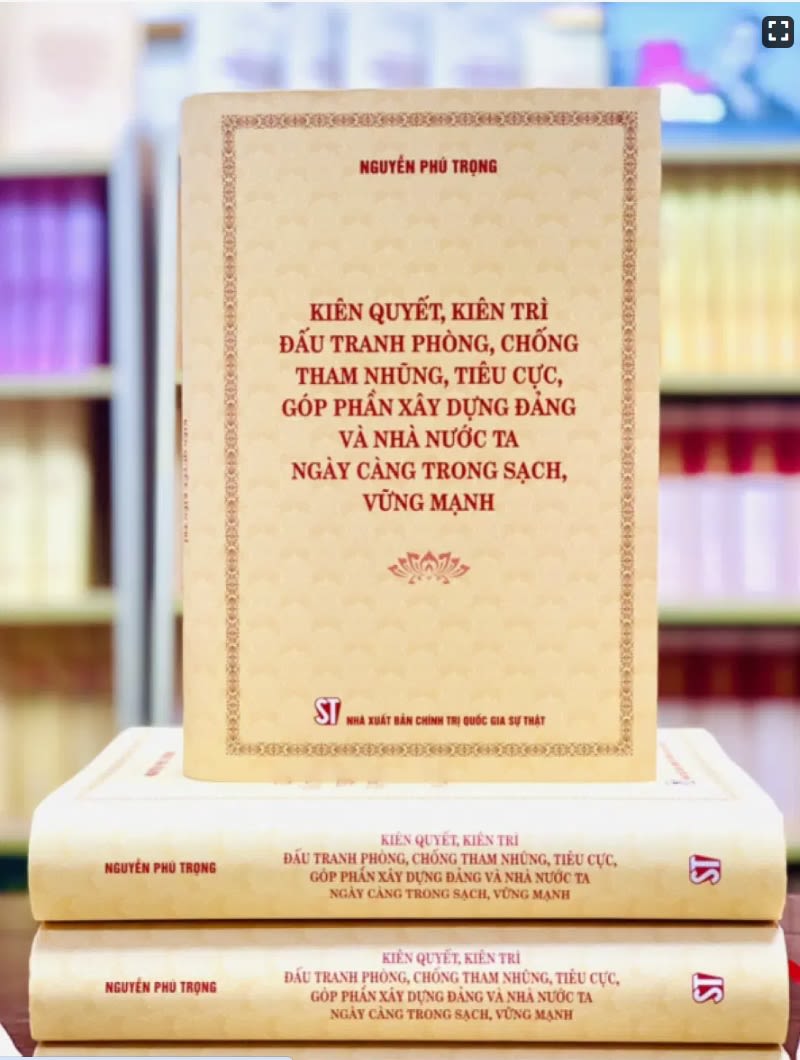 NGUYỄN PHÚ TRỌNG
KIÊN QUYẾT, KIÊN TRÌ
ĐẤU TRANH PHÒNG, CHỐNG
THAM NHŨNG, TIÊU CỰC,
GÓP PHẦN XÂY DỰNG ĐẢNG
VÀ NHÀ NƯỚC TA
NGÀY CÀNG TRONG SẠCH,
VỮNG MẠNH
ST NHÀ XUẤT BẢN CHÍNH TRỊ QUỐC GIA SỰ THẬT
NGUYỄN PHÚ TRỌNG
KIÊN QUYẾT, KIÊN TRÌ
ĐẤU TRANH PHÒNG, CHỐNG THAM NHŨNG, TIÊU CỰC,
GÓP PHẦN XÂY DỰNG ĐẢNG VÀ NHÀ NƯỚC TA
NGÀY CÀNG TRONG SẠCH, VỮNG MẠNH
ST
NGUYỄN PHÚ TRỌNG
KIÊN QUYẾT, KIÊN TRÌ
ĐẤU TRANH PHÒNG, CHỐNG THAM NHŨNG, TIÊU CỰC,
GÓP PHẦN XÂY DỰNG ĐẢNG VÀ NHÀ NƯỚC TA
NGÀY CÀNG TRONG SẠCH, VỮNG MẠNH
ST